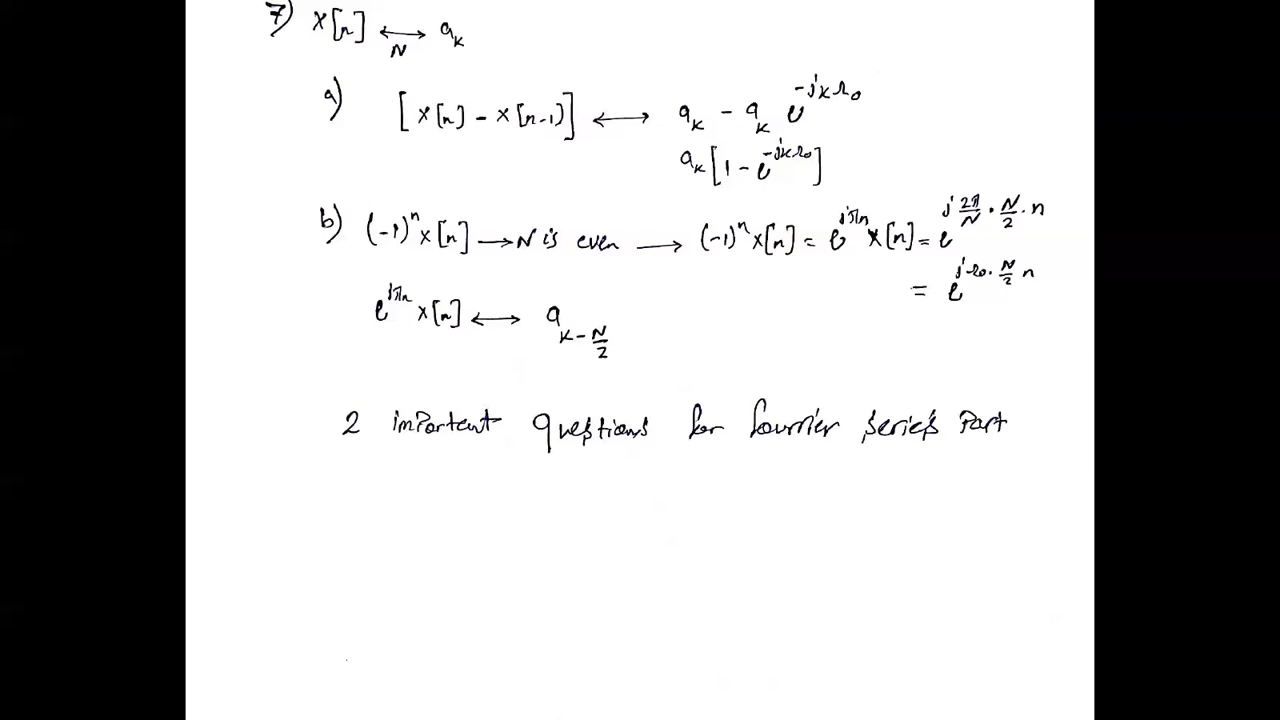 7) x[n] ⟷ a_k
N
a) [x[n] - x[n-1]] ⟷ a_k - a_k e^{-jkΩ₀}
a_k [1 - e^{-jkΩ₀}]
b) (-1)^n x[n] → N is even → (-1)^n x[n] = e^{jπn} x[n] = e^{j 2π/N · N/2 · n}
= e^{jΩ₀ · N/2 n}
e^{jπn} x[n] ⟷ a_{k - N/2}
2 important questions for fourrier series Part